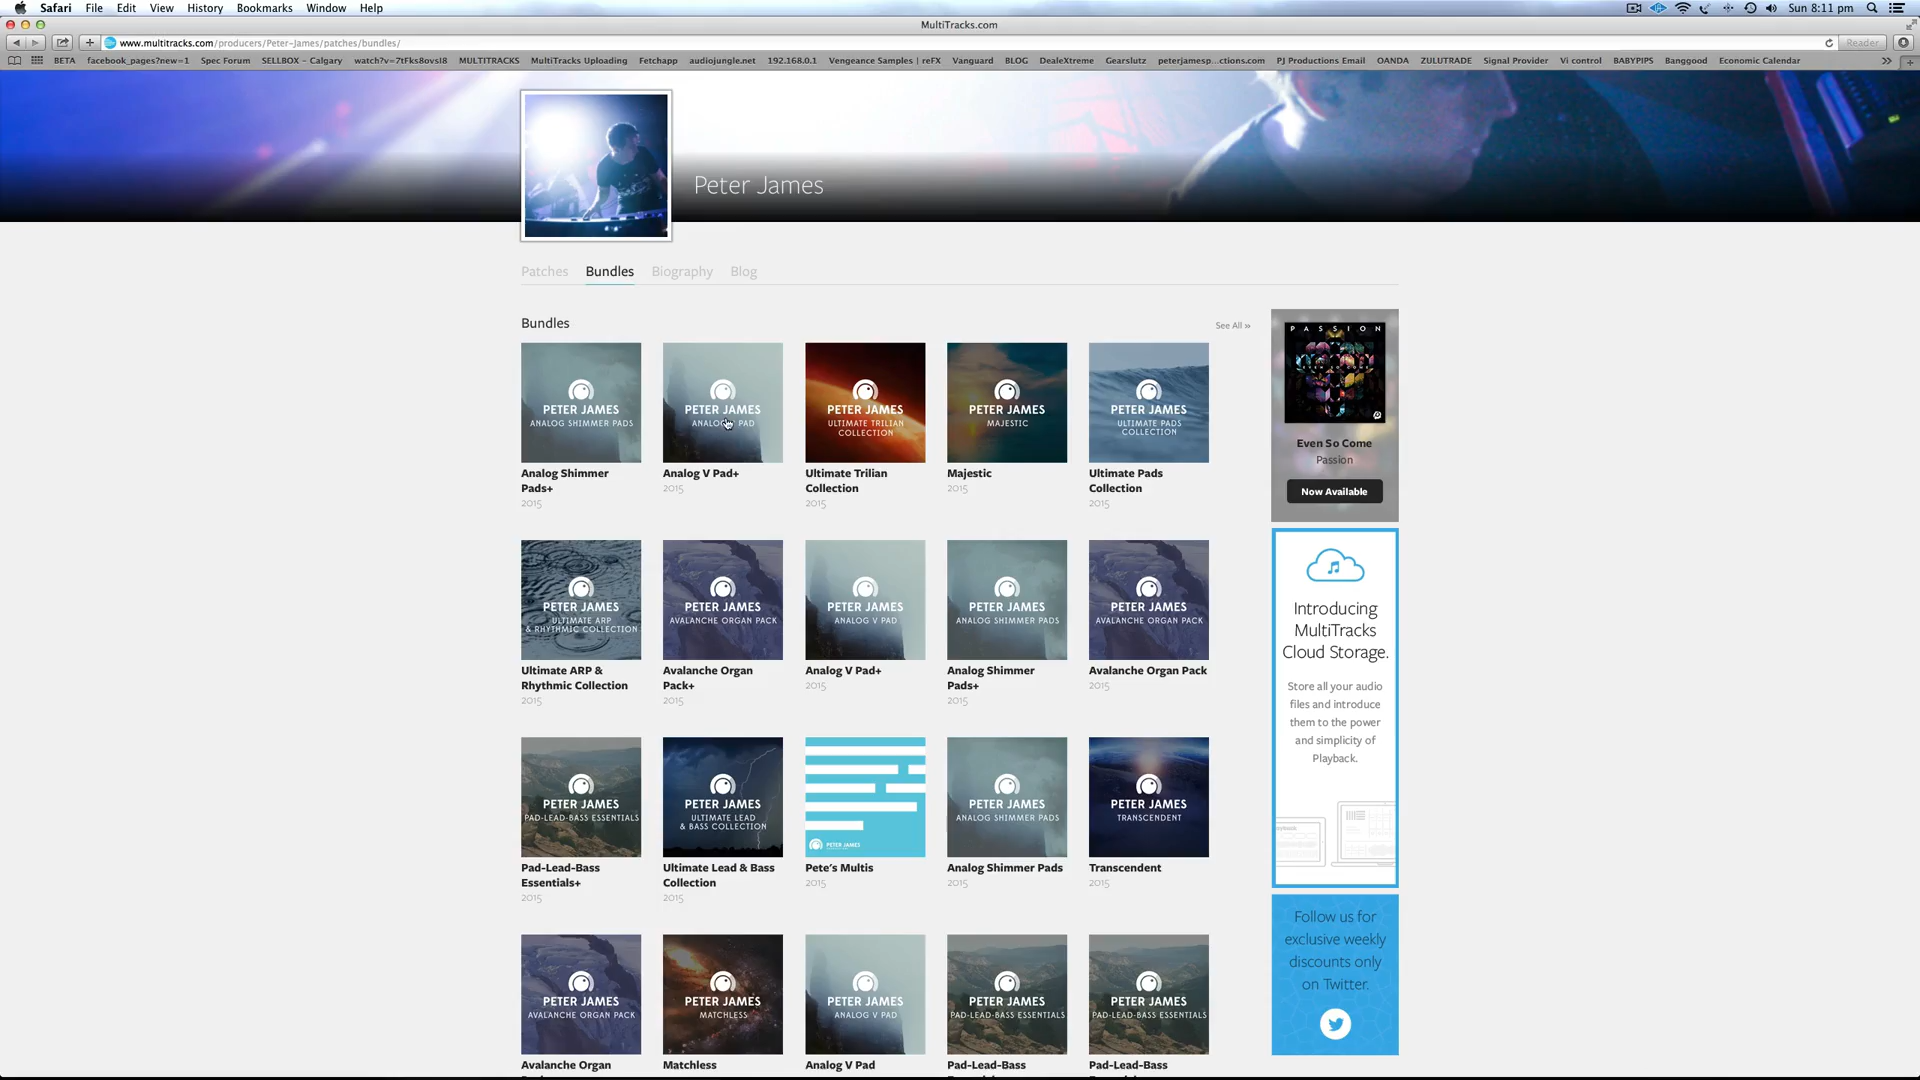 Safari File Edit View History Bookmarks Window Help Sun 8:11 pm
MultiTracks.com
www.multitracks.com/producers/Peter-James/patches/bundles/ Reader
BETA facebook_pages?new=1 Spec Forum SELLBOX - Calgary watch?v=7tFks8ovsI8 MULTITRACKS MultiTracks Uploading Fetchapp audiojungle.net 192.168.0.1 Vengeance Samples | reFX Vanguard BLOG DealeXtreme Gearslutz peterjamesp...ctions.com PJ Productions Email OANDA ZULUTRADE Signal Provider Vi control BABYPIPS Banggood Economic Calendar
Peter James
Patches Bundles Biography Blog
Bundles
See All »
PETER JAMES
ANALOG SHIMMER PADS
Analog Shimmer
Pads+
2015
PETER JAMES
Analog V Pad+
2015
PETER JAMES
ULTIMATE TRILIAN
COLLECTION
Ultimate Trilian
Collection
2015
PETER JAMES
MAJESTIC
Majestic
2015
PETER JAMES
ULTIMATE PADS
COLLECTION
Ultimate Pads
Collection
2015
PETER JAMES
ULTIMATE ARP
& RHYTHMIC COLLECTION
Ultimate ARP &
Rhythmic Collection
2015
PETER JAMES
AVALANCHE ORGAN PACK
Avalanche Organ
Pack+
2015
PETER JAMES
ANALOG V PAD
Analog V Pad+
2015
PETER JAMES
ANALOG SHIMMER PADS
Analog Shimmer
Pads+
2015
PETER JAMES
AVALANCHE ORGAN PACK
Avalanche Organ Pack
2015
PETER JAMES
PAD-LEAD-BASS ESSENTIALS
Pad-Lead-Bass
Essentials+
2015
PETER JAMES
ULTIMATE LEAD
& BASS COLLECTION
Ultimate Lead & Bass
Collection
2015
PETER JAMES
Pete's Multis
2015
PETER JAMES
ANALOG SHIMMER PADS
Analog Shimmer Pads
2015
PETER JAMES
TRANSCENDENT
Transcendent
2015
PETER JAMES
AVALANCHE ORGAN PACK
Avalanche Organ
PETER JAMES
MATCHLESS
Matchless
PETER JAMES
ANALOG V PAD
Analog V Pad
PETER JAMES
PAD-LEAD-BASS ESSENTIALS
Pad-Lead-Bass
PETER JAMES
PAD-LEAD-BASS ESSENTIALS
Pad-Lead-Bass
PASSION
EVEN SO COME
Even So Come
Passion
Now Available
Introducing
MultiTracks
Cloud Storage.
Store all your audio
files and introduce
them to the power
and simplicity of
Playback.
Follow us for
exclusive weekly
discounts only
on Twitter.